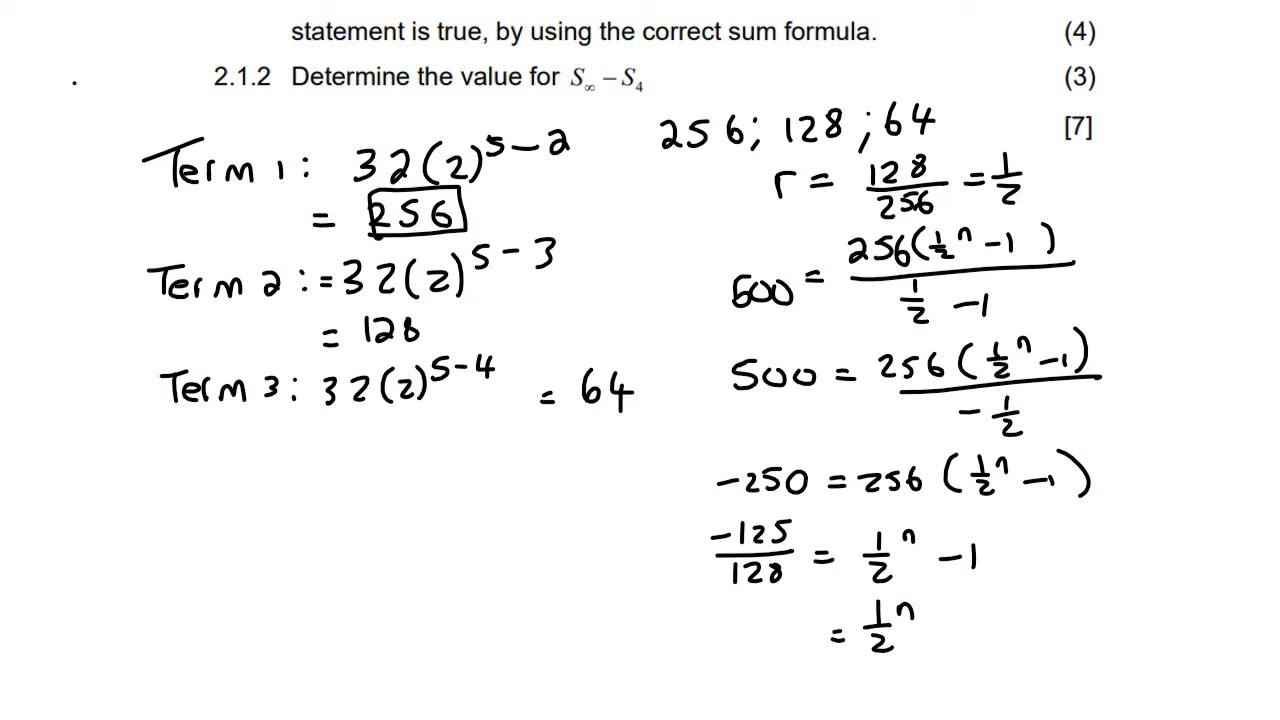 statement is true, by using the correct sum formula. (4)
2.1.2 Determine the value for S∞ − S₄ (3)
[7]
Term 1: 32(2)^5−2
= 256
Term 2: = 32(2)^5−3
= 128
Term 3: 32(2)^5−4 = 64
256; 128; 64
r = 128/256 = 1/2
500 = 256(1/2^n − 1)/(1/2 − 1)
500 = 256(1/2^n − 1)/(−1/2)
−250 = 256(1/2^n − 1)
−125/128 = 1/2^n − 1
= 1/2^n